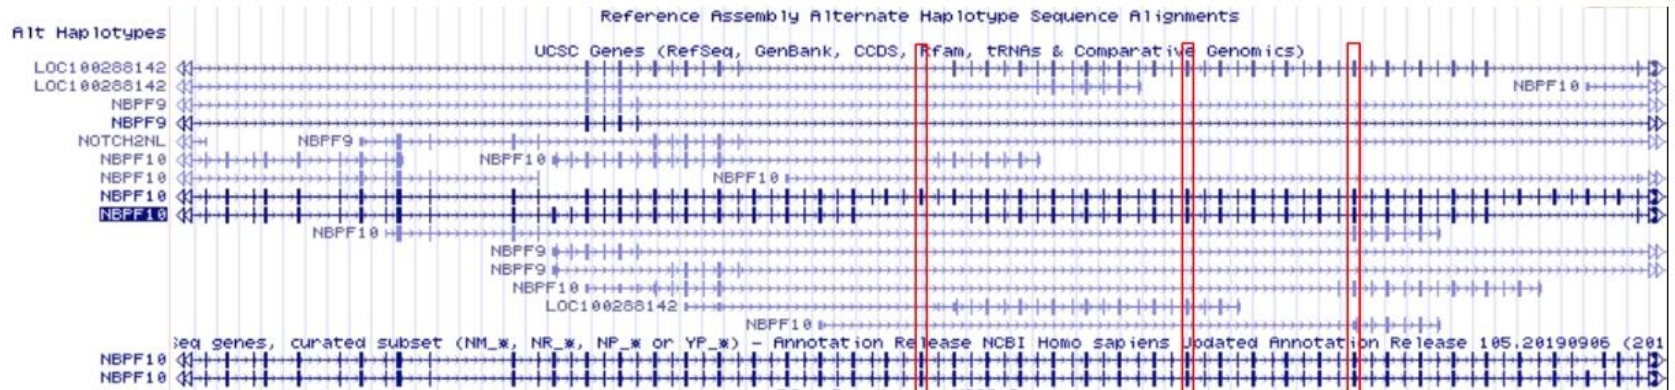 Reference Assembly Alternate Haplotype Sequence Alignments
Alt Haplotypes
UCSC Genes (RefSeq, GenBank, CCDS, Rfam, tRNAs & Comparative Genomics)
LOC100288142
LOC100288142 NBPF10
NBPF9
NBPF9
NOTCH2NL NBPF9
NBPF10 NBPF10
NBPF10 NBPF10
NBPF10
NBPF10
NBPF10
NBPF9
NBPF9
NBPF10
LOC100288142
NBPF10
Seq genes, curated subset (NM_*, NR_*, NP_* or YP_*) - Annotation Release NCBI Homo sapiens Updated Annotation Release 105.20190906 (201
NBPF10
NBPF10